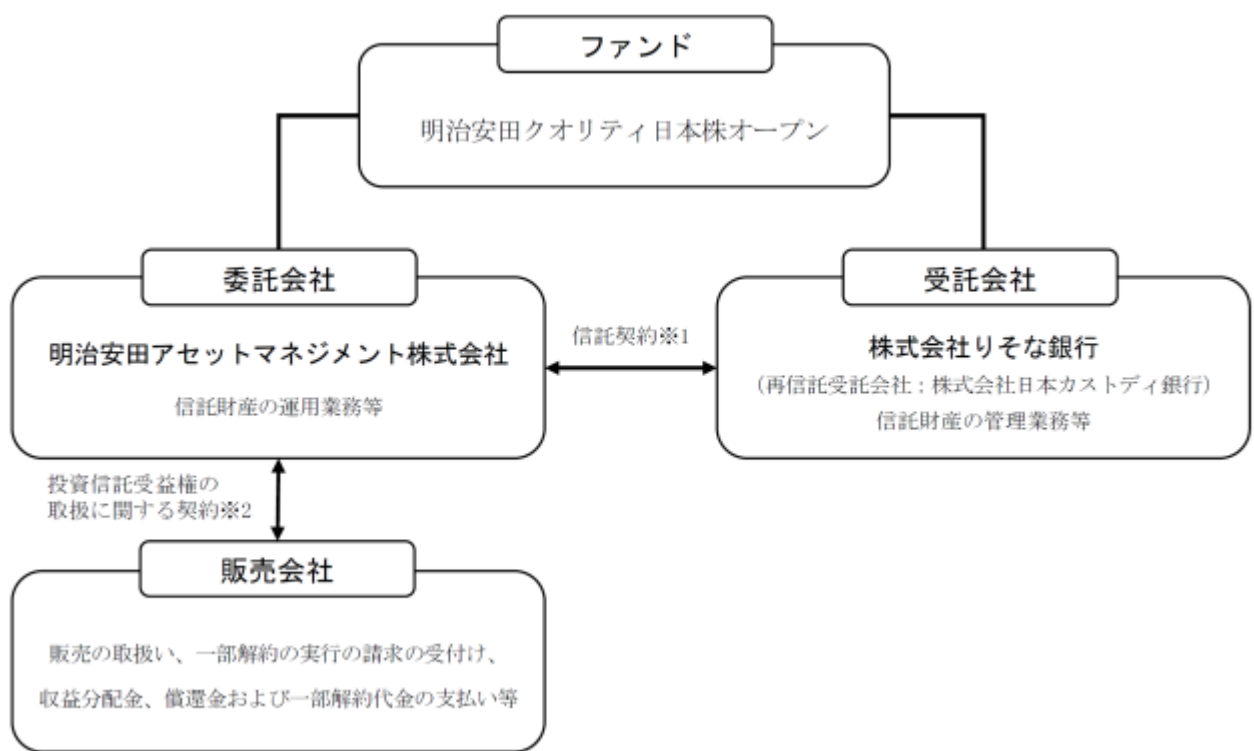 ファンド
明治安田クオリティ日本株オープン
委託会社
明治安田アセットマネジメント株式会社
信託財産の運用業務等
信託契約※1
受託会社
株式会社りそな銀行
(再信託受託会社：株式会社日本カストディ銀行)
信託財産の管理業務等
投資信託受益権の
取扱に関する契約※2
販売会社
販売の取扱い、一部解約の実行の請求の受付け、
収益分配金、償還金および一部解約代金の支払い等